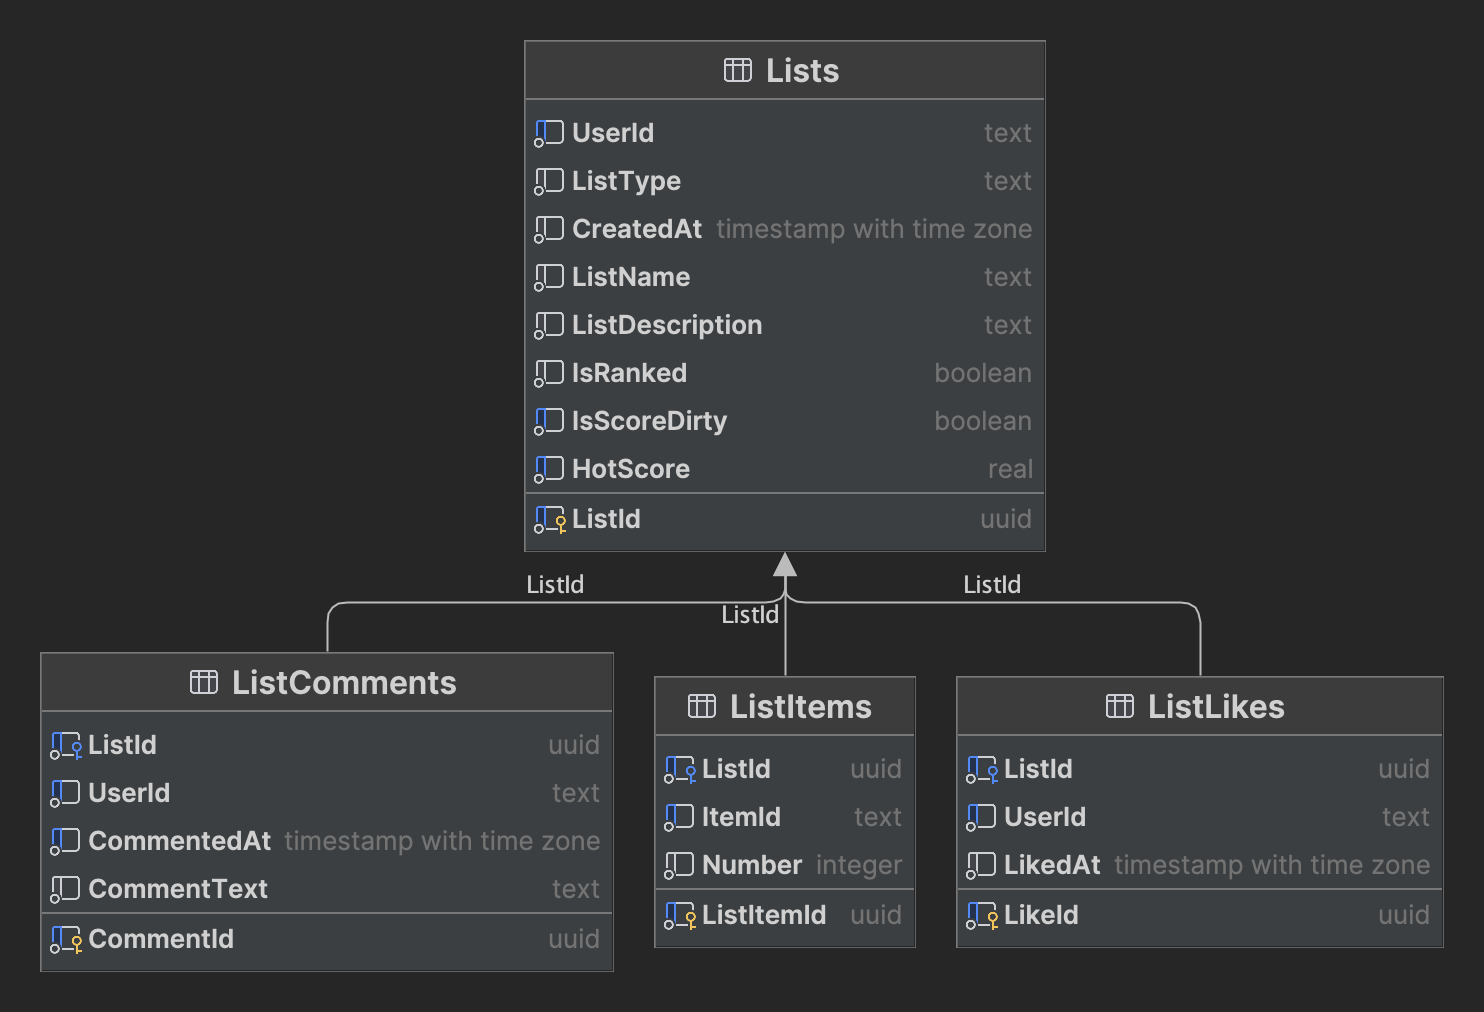 Lists
UserId text
ListType text
CreatedAt timestamp with time zone
ListName text
ListDescription text
IsRanked boolean
IsScoreDirty boolean
HotScore real
ListId uuid
ListId
ListId
ListId
ListComments
ListId uuid
UserId text
CommentedAt timestamp with time zone
CommentText text
CommentId uuid
ListItems
ListId uuid
ItemId text
Number integer
ListItemId uuid
ListLikes
ListId uuid
UserId text
LikedAt timestamp with time zone
LikeId uuid